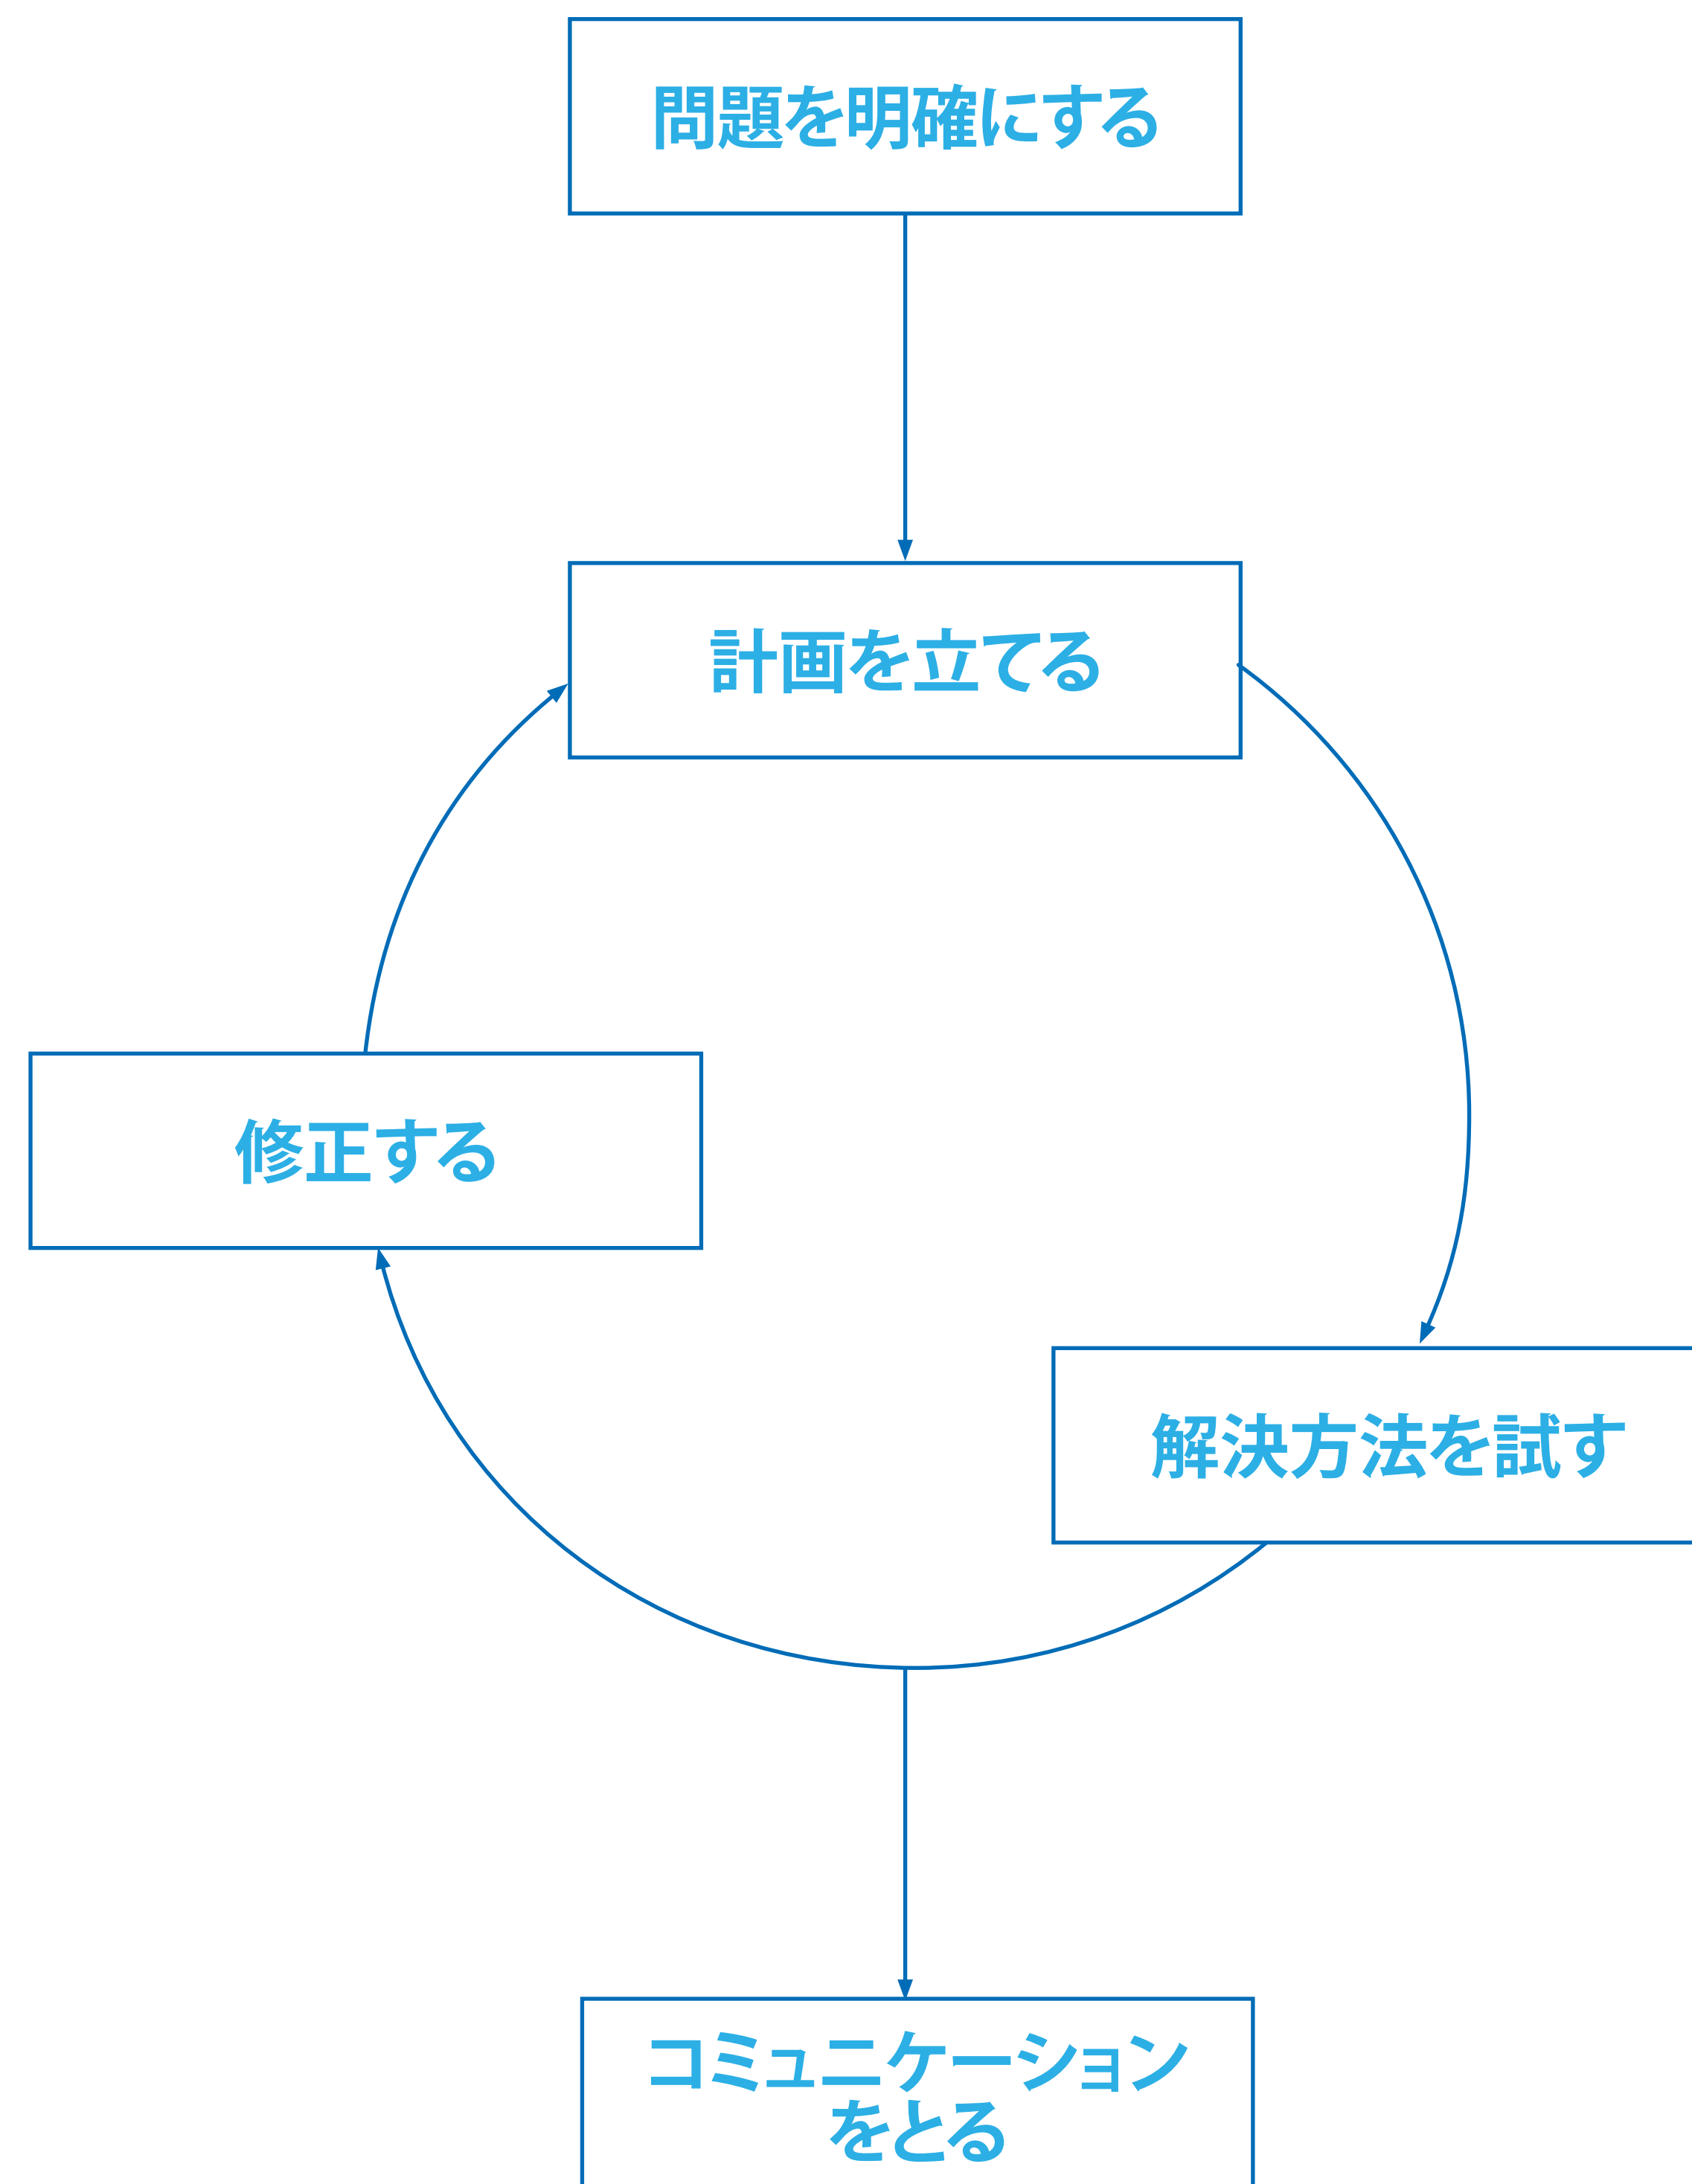 問題を明確にする
計画を立てる
修正する
解決方法を試す
コミュニケーション
をとる